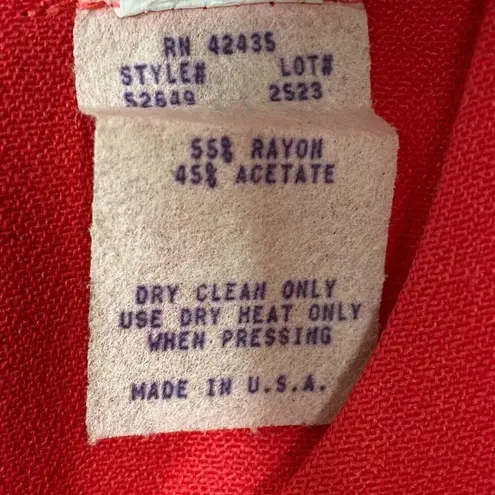 RN 42435
STYLE# LOT#
52649 2523
55% RAYON
45% ACETATE
DRY CLEAN ONLY
USE DRY HEAT ONLY
WHEN PRESSING
MADE IN U.S.A.